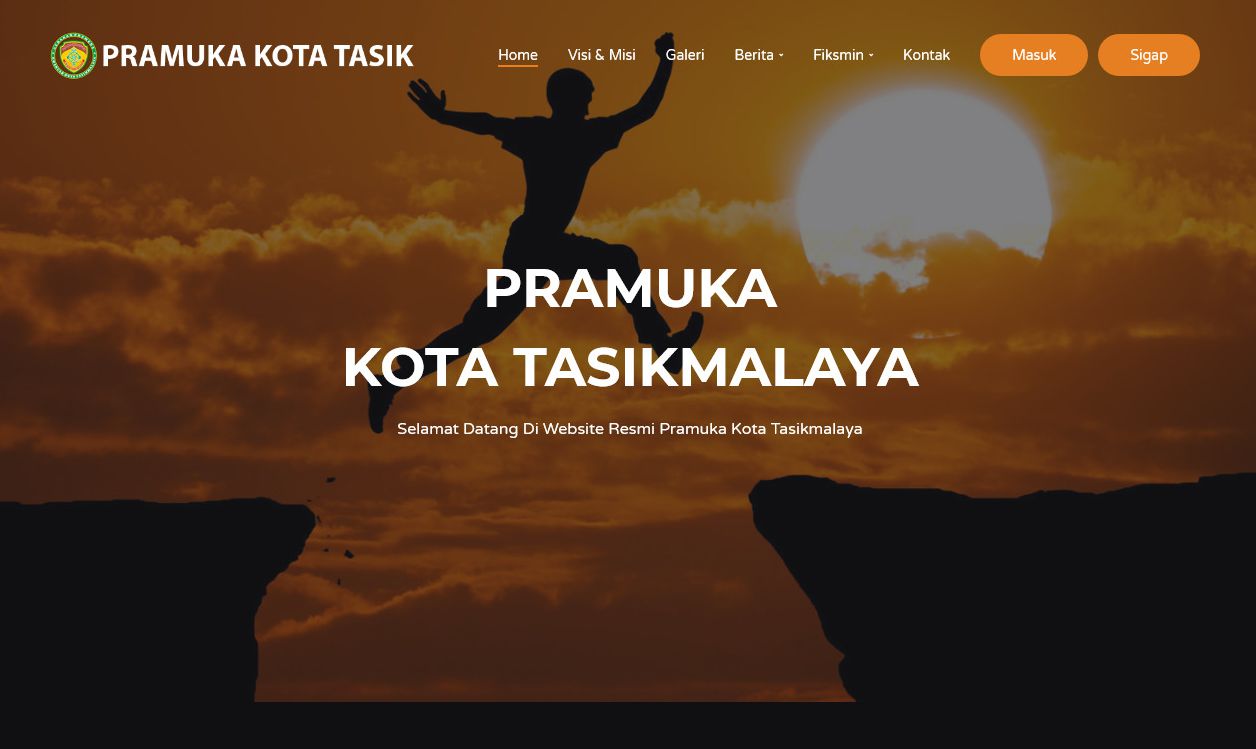 PRAMUKA KOTA TASIK
Home Visi & Misi Galeri Berita Fiksmin Kontak Masuk Sigap
PRAMUKA
KOTA TASIKMALAYA
Selamat Datang Di Website Resmi Pramuka Kota Tasikmalaya